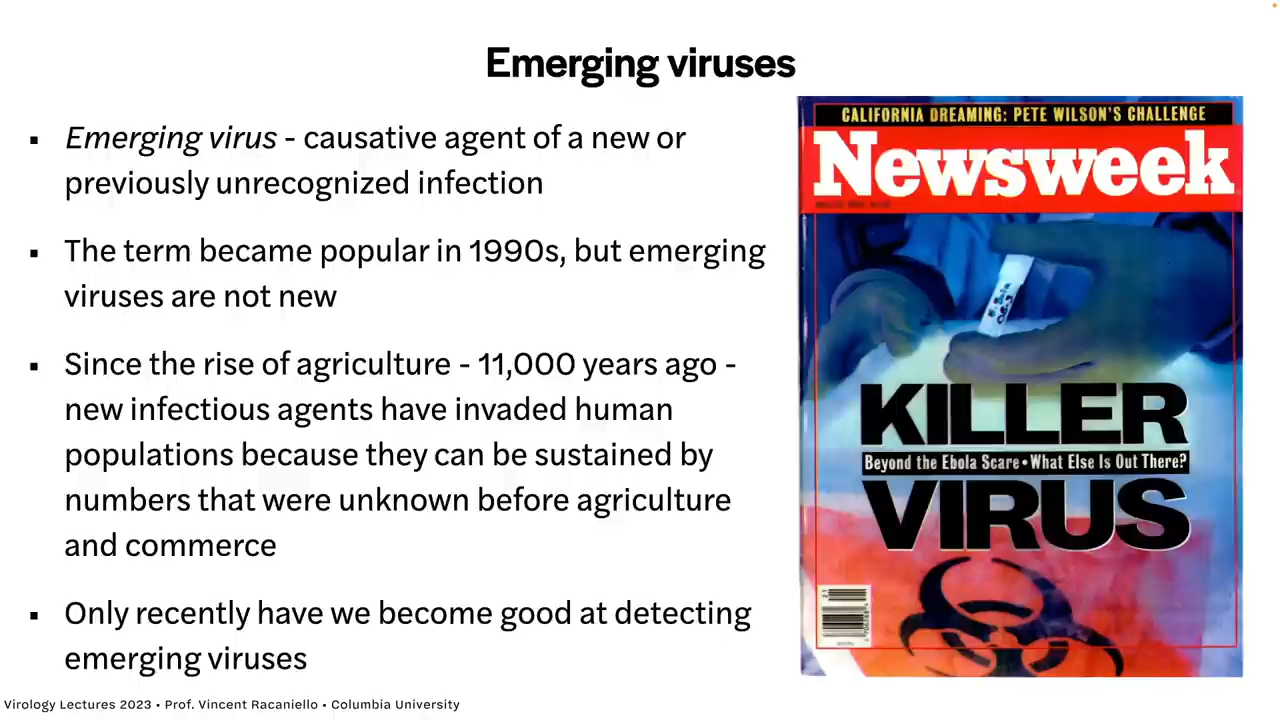 Emerging viruses
▪ Emerging virus - causative agent of a new or
previously unrecognized infection
▪ The term became popular in 1990s, but emerging
viruses are not new
▪ Since the rise of agriculture - 11,000 years ago -
new infectious agents have invaded human
populations because they can be sustained by
numbers that were unknown before agriculture
and commerce
▪ Only recently have we become good at detecting
emerging viruses
CALIFORNIA DREAMING: PETE WILSON'S CHALLENGE
Newsweek
KILLER
Beyond the Ebola Scare • What Else Is Out There?
VIRUS
Virology Lectures 2023 • Prof. Vincent Racaniello • Columbia University